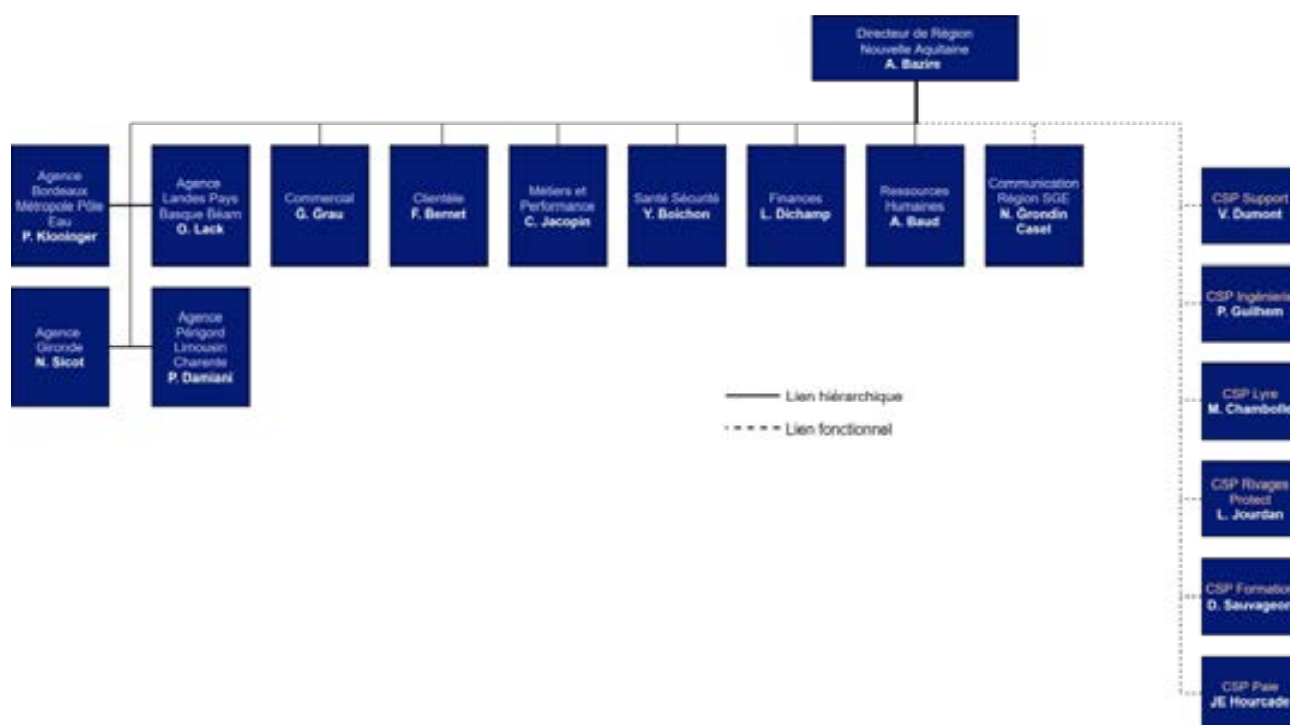 Directeur de Région
Nouvelle Aquitaine
A. Bazire
Agence
Bordeaux
Métropole Pôle
Eau
P. Kloninger
Agence
Landes Pays
Basque Béarn
O. Lack
Commercial
G. Grau
Clientèle
F. Bernet
Métiers et
Performance
C. Jacopin
Santé Sécurité
Y. Boichon
Finances
L. Dichamp
Ressources
Humaines
A. Baud
Communication
Région SGE
N. Grondin
Casel
Agence
Gironde
N. Sicot
Agence
Périgord
Limousin
Charente
P. Damiani
CSP Support
V. Dumont
CSP Ingénierie
P. Guilhem
CSP Lyre
M. Chambolle
CSP Rivages
Protect
L. Jourdan
CSP Formation
D. Sauvageon
CSP Paie
JE Hourcade
Lien hiérarchique
Lien fonctionnel